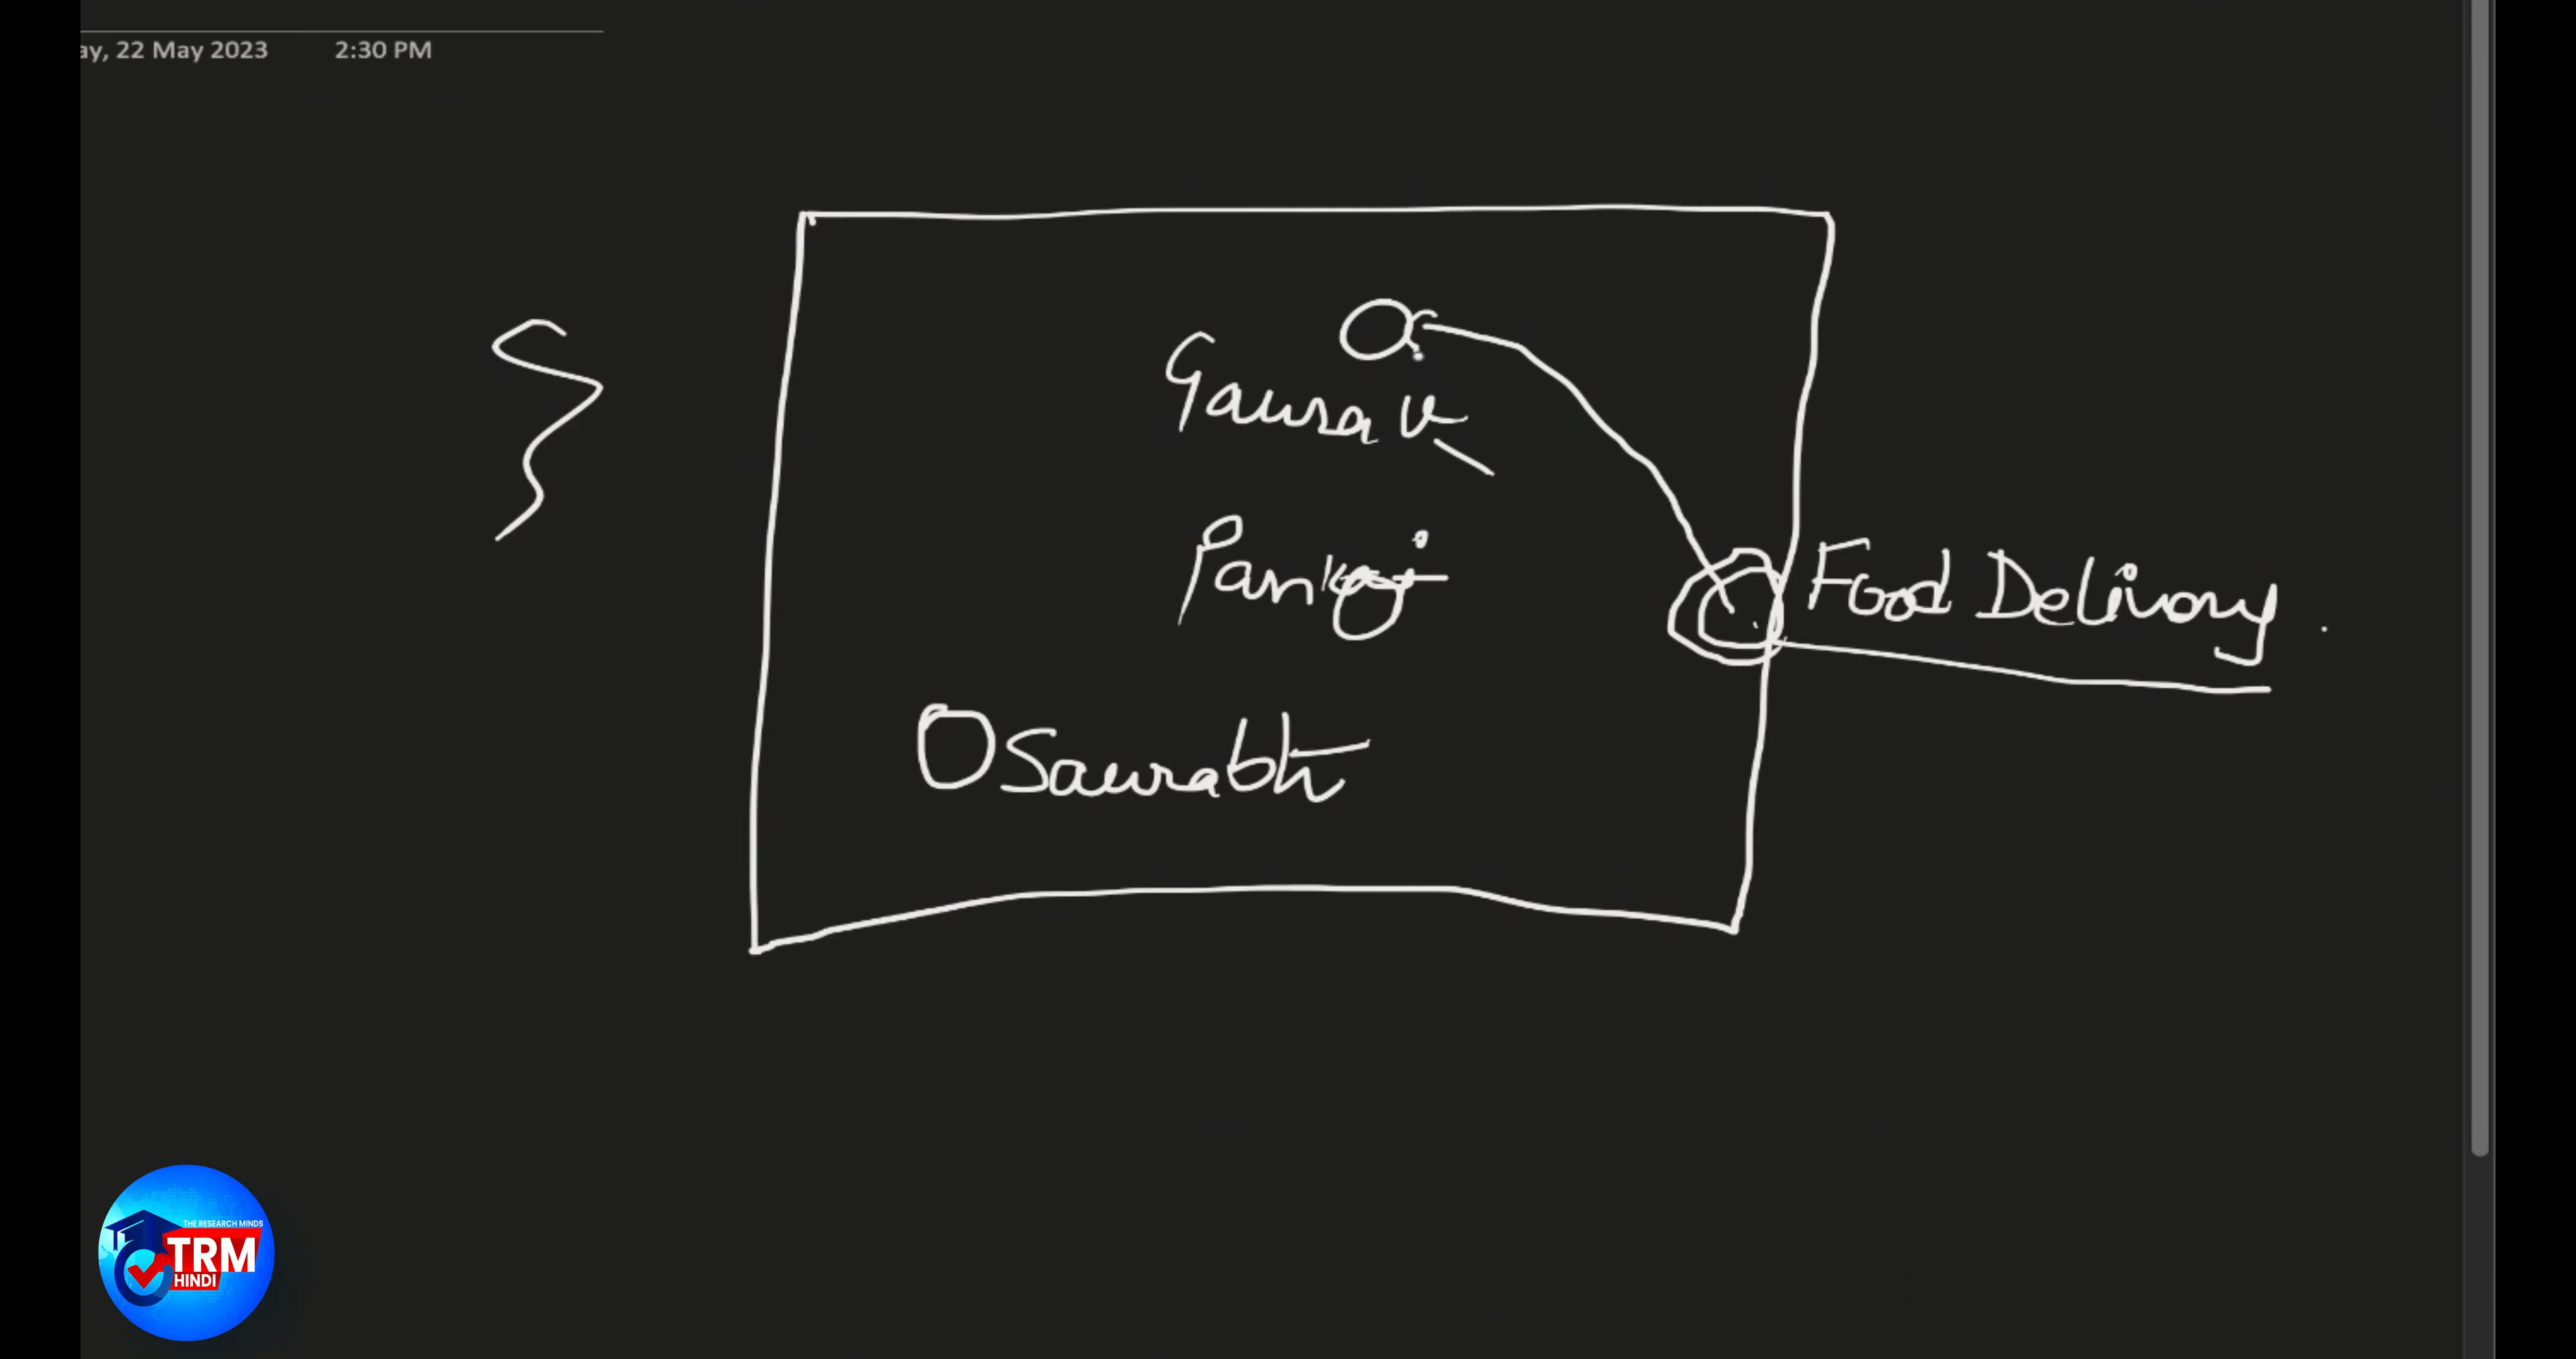 ay, 22 May 2023 2:30 PM
Gaurav
Pankaj
Saurabh
Food Delivery.
THE RESEARCH MINDS
TRM
HINDI